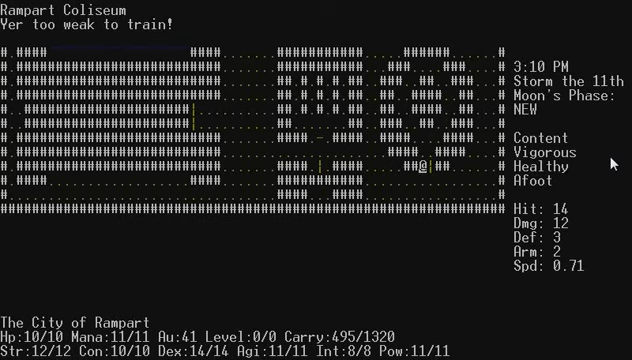 Rampart Coliseum
Yer too weak to train!
3:10 PM
Storm the 11th
Moon's Phase:
NEW
Content
Vigorous
Healthy
Afoot
Hit: 14
Dmg: 12
Def: 3
Arm: 2
Spd: 0.71
The City of Rampart
Hp:10/10 Mana:11/11 Au:41 Level:0/0 Carry:495/1320
Str:12/12 Con:10/10 Dex:14/14 Agi:11/11 Int:8/8 Pow:11/11